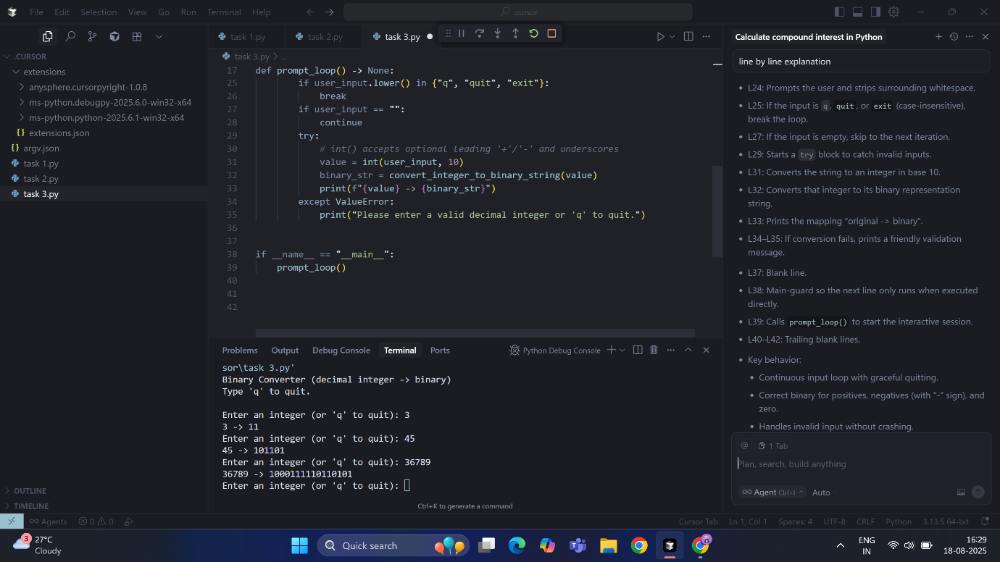 File Edit Selection View Go Run Terminal Help
.cursor
.CURSOR
extensions
anysphere.cursorpyright-1.0.8
ms-python.debugpy-2025.6.0-win32-x64
ms-python.python-2025.6.1-win32-x64
{} extensions.json
{} argv.json
task 1.py
task 2.py
task 3.py
OUTLINE
TIMELINE
task 1.py task 2.py task 3.py
task 3.py > ...
17 def prompt_loop() -> None:
25 if user_input.lower() in {"q", "quit", "exit"}:
26 break
27 if user_input == "":
28 continue
29 try:
30 # int() accepts optional leading '+'/'-' and underscores
31 value = int(user_input, 10)
32 binary_str = convert_integer_to_binary_string(value)
33 print(f"{value} -> {binary_str}")
34 except ValueError:
35 print("Please enter a valid decimal integer or 'q' to quit.")
36
37
38 if __name__ == "__main__":
39 prompt_loop()
40
41
42
Problems Output Debug Console Terminal Ports
Python Debug Console
sor\task 3.py'
Binary Converter (decimal integer -> binary)
Type 'q' to quit.
Enter an integer (or 'q' to quit): 3
3 -> 11
Enter an integer (or 'q' to quit): 45
45 -> 101101
Enter an integer (or 'q' to quit): 36789
36789 -> 1000111110110101
Enter an integer (or 'q' to quit):
Ctrl+K to generate a command
Calculate compound interest in Python
line by line explanation
• L24: Prompts the user and strips surrounding whitespace.
• L25: If the input is q, quit, or exit (case-insensitive),
break the loop.
• L27: If the input is empty, skip to the next iteration.
• L29: Starts a try block to catch invalid inputs.
• L31: Converts the string to an integer in base 10.
• L32: Converts that integer to its binary representation
string.
• L33: Prints the mapping “original -> binary”.
• L34–L35: If conversion fails, prints a friendly validation
message.
• L37: Blank line.
• L38: Main-guard so the next line only runs when executed
directly.
• L39: Calls prompt_loop() to start the interactive session.
• L40–L42: Trailing blank lines.
• Key behavior:
• Continuous input loop with graceful quitting.
• Correct binary for positives, negatives (with “-” sign), and
zero.
• Handles invalid input without crashing.
@ 1 Tab
Plan, search, build anything
Agent Ctrl+I Auto
Agents 0 0
Cursor Tab Ln 1, Col 1 Spaces: 4 UTF-8 CRLF Python 3.13.5 64-bit
3
27°C
Cloudy
Quick search
ENG
IN
16:29
18-08-2025